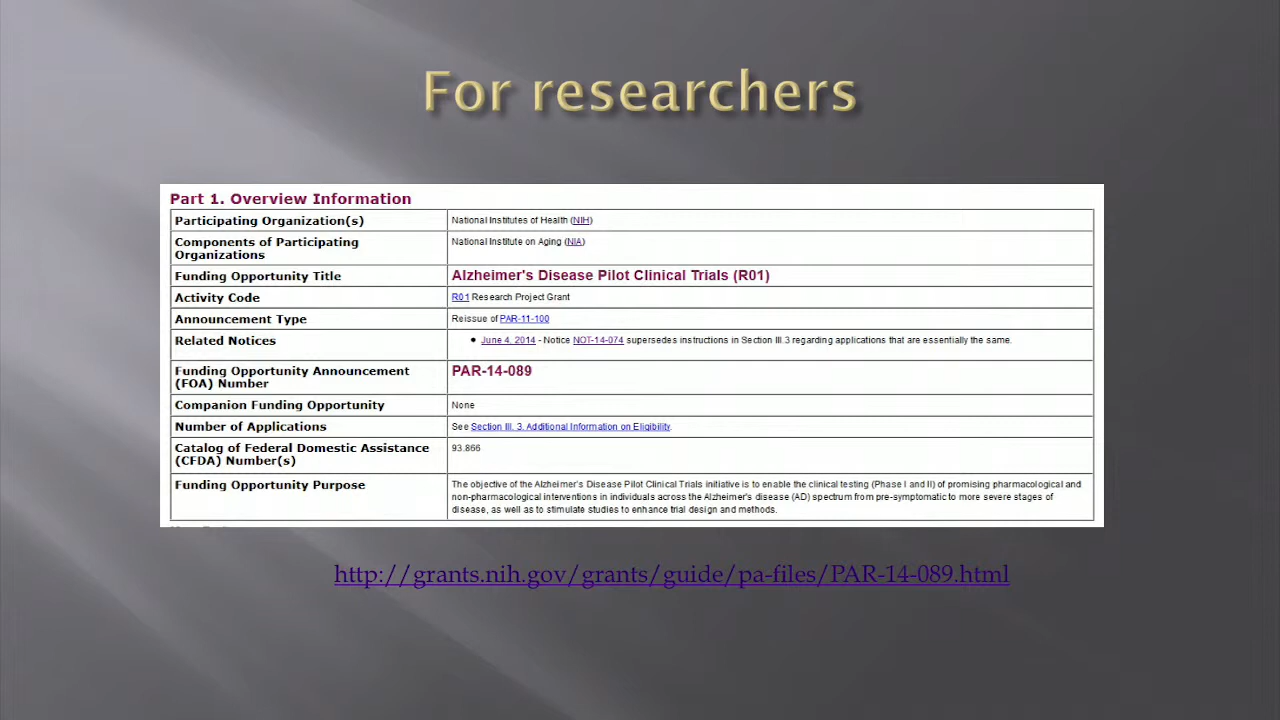 For researchers
Part 1. Overview Information
Participating Organization(s)
National Institutes of Health (NIH)
Components of Participating
Organizations
National Institute on Aging (NIA)
Funding Opportunity Title
Alzheimer's Disease Pilot Clinical Trials (R01)
Activity Code
R01 Research Project Grant
Announcement Type
Reissue of PAR-11-100
Related Notices
• June 4, 2014 - Notice NOT-14-074 supersedes instructions in Section III.3 regarding applications that are essentially the same.
Funding Opportunity Announcement
(FOA) Number
PAR-14-089
Companion Funding Opportunity
None
Number of Applications
See Section III. 3. Additional Information on Eligibility.
Catalog of Federal Domestic Assistance
(CFDA) Number(s)
93.866
Funding Opportunity Purpose
The objective of the Alzheimer's Disease Pilot Clinical Trials initiative is to enable the clinical testing (Phase I and II) of promising pharmacological and
non-pharmacological interventions in individuals across the Alzheimer's disease (AD) spectrum from pre-symptomatic to more severe stages of
disease, as well as to stimulate studies to enhance trial design and methods.
http://grants.nih.gov/grants/guide/pa-files/PAR-14-089.html